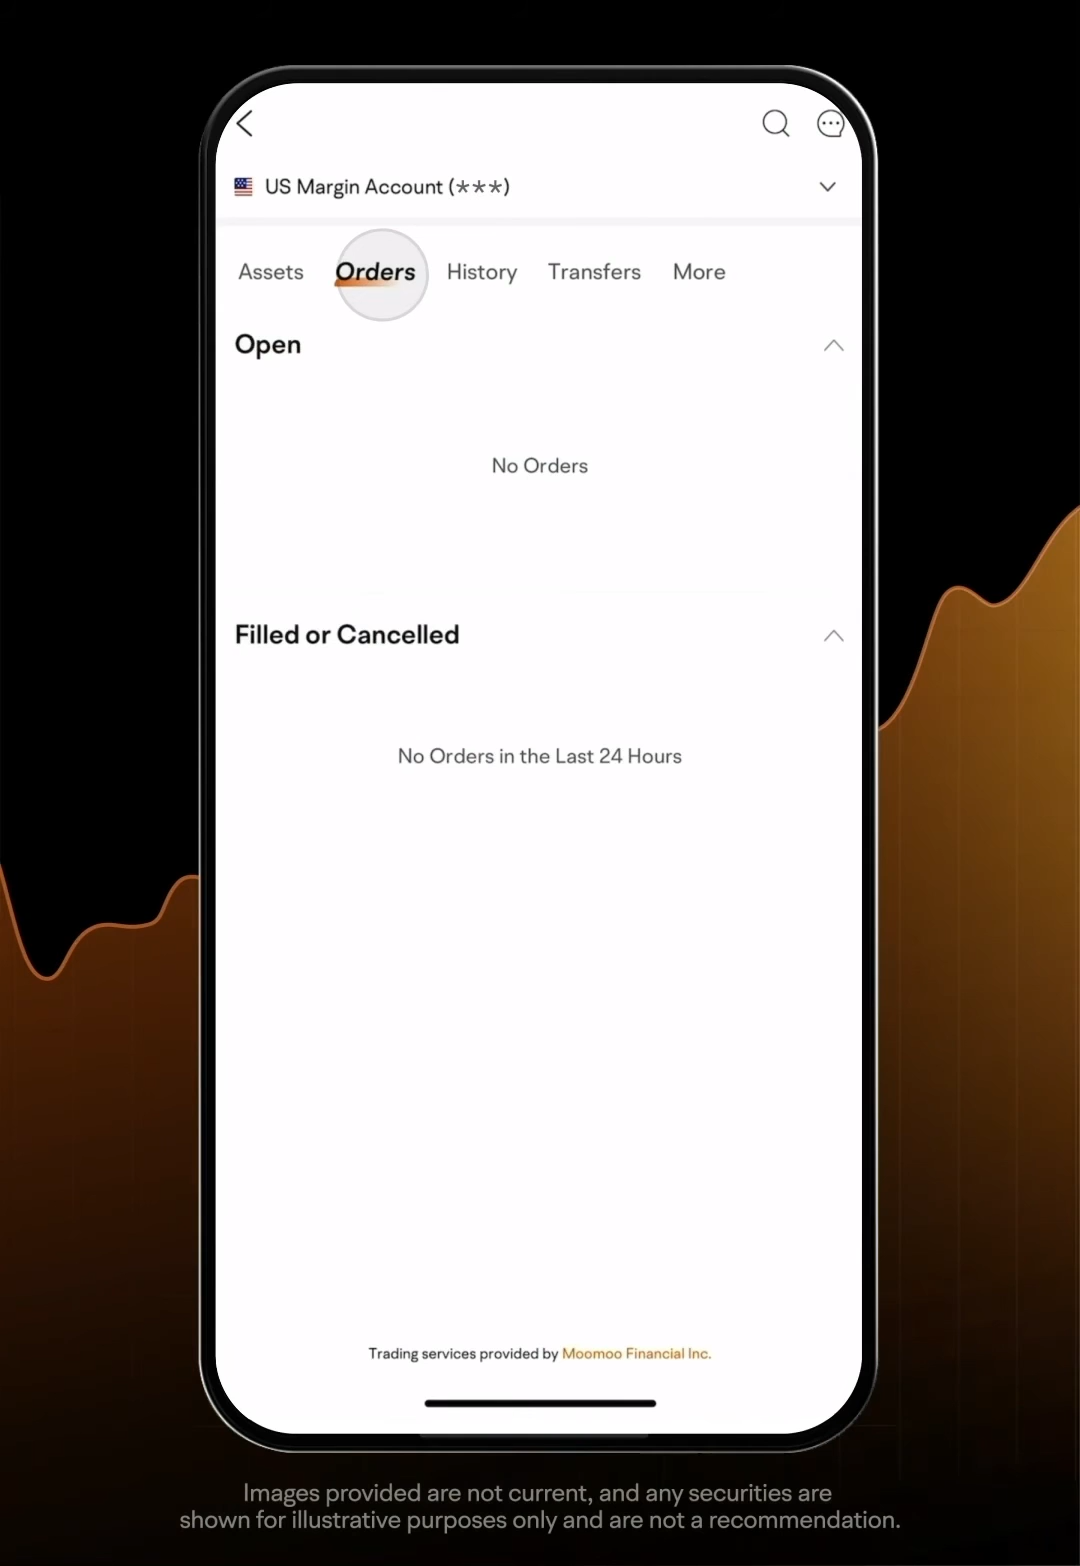 US Margin Account (***)
Assets Orders History Transfers More
Open
No Orders
Filled or Cancelled
No Orders in the Last 24 Hours
Trading services provided by Moomoo Financial Inc.
Images provided are not current, and any securities are
shown for illustrative purposes only and are not a recommendation.